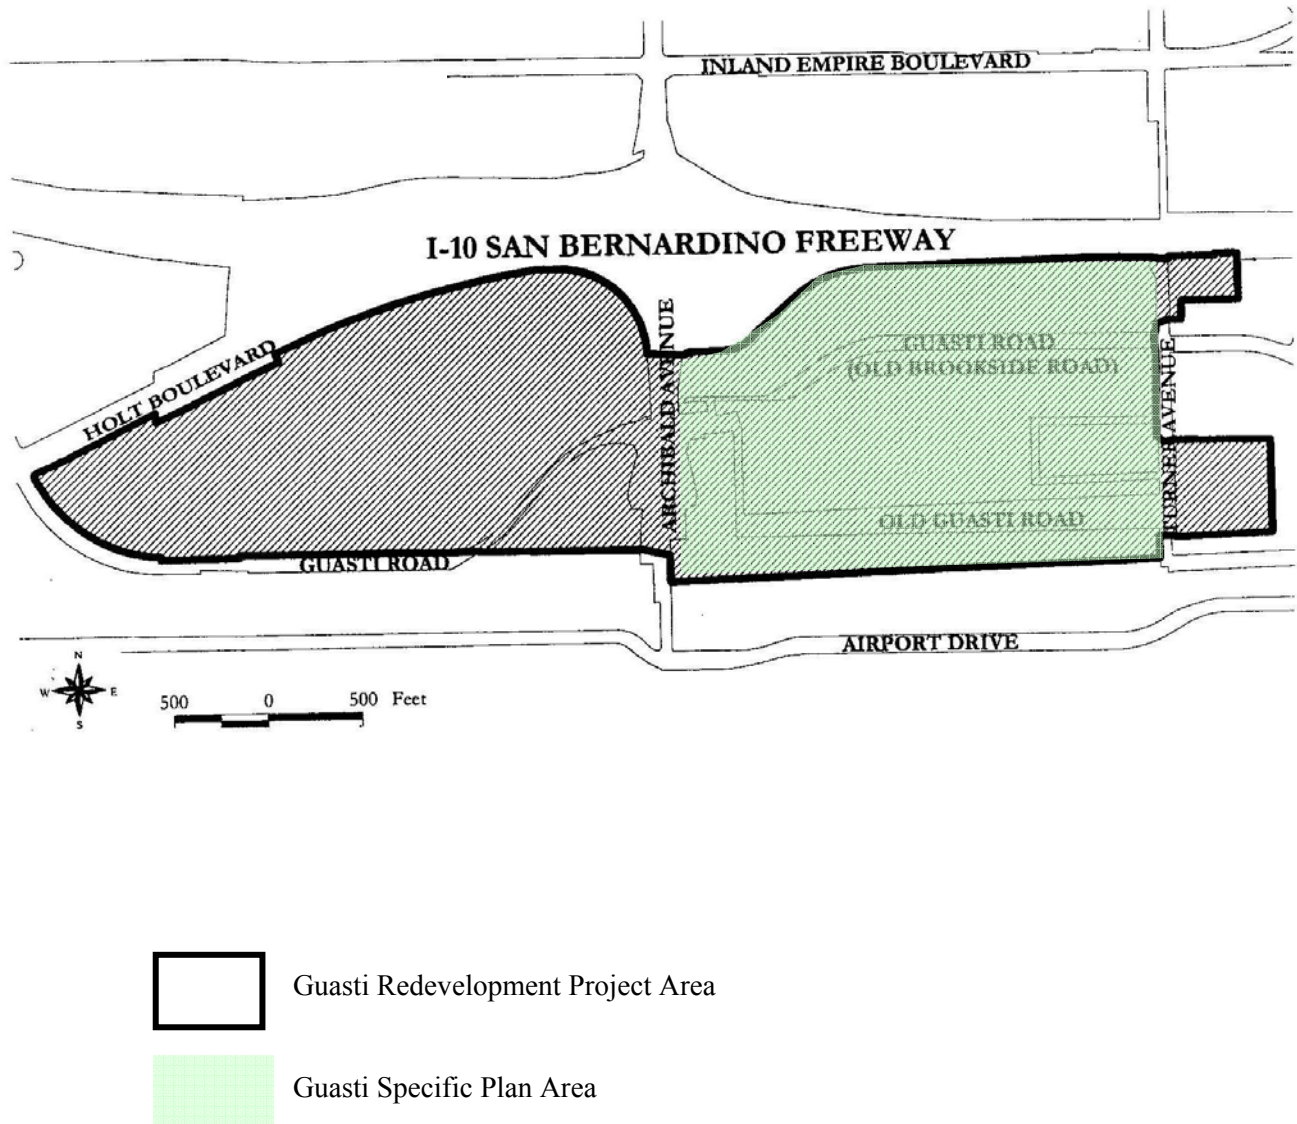 INLAND EMPIRE BOULEVARD
I-10 SAN BERNARDINO FREEWAY
HOLT BOULEVARD
ARCHIBALD AVENUE
GUASTI ROAD
(OLD BROOKSIDE ROAD)
TURNER AVENUE
OLD GUASTI ROAD
GUASTI ROAD
AIRPORT DRIVE
N
W E
S
500 0 500 Feet
Guasti Redevelopment Project Area
Guasti Specific Plan Area